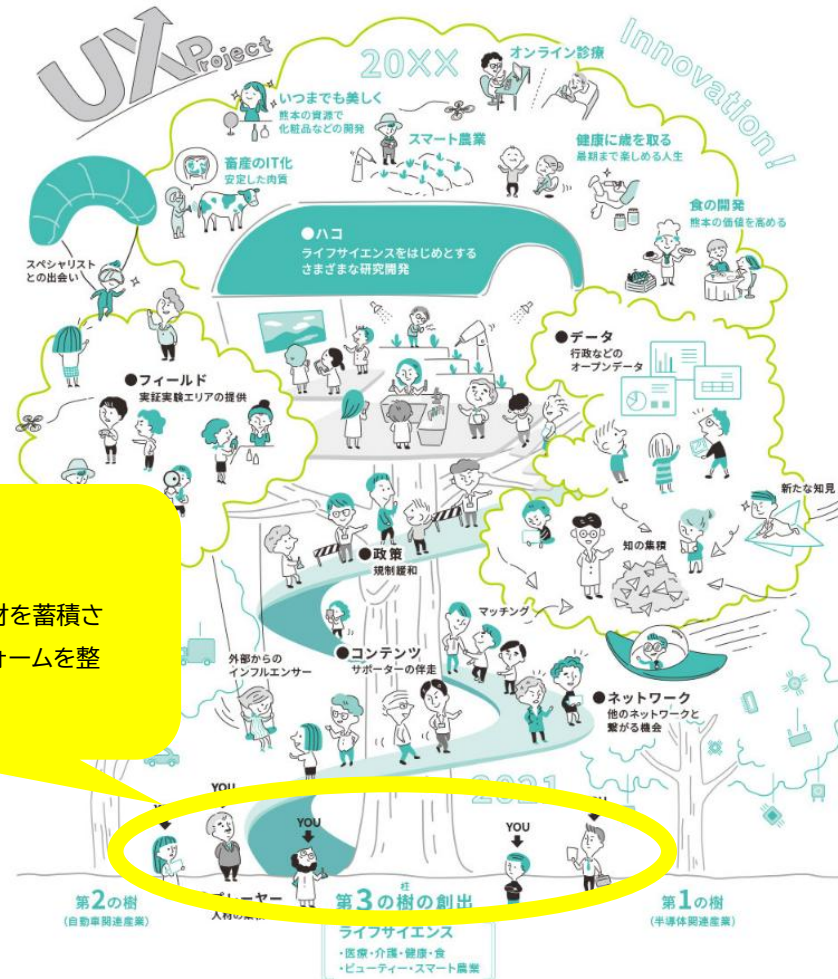 UXProject
20XX
Innovation!
オンライン診療
いつまでも美しく
熊本の資源で
化粧品などの開発
スマート農業
健康に歳を取る
最期まで楽しめる人生
畜産のIT化
安定した肉質
食の開発
熊本の価値を高める
●ハコ
ライフサイエンスをはじめとする
さまざまな研究開発
スペシャリスト
との出会い
●データ
行政などの
オープンデータ
●フィールド
実証実験エリアの提供
新たな知見
知の集積
●政策
規制緩和
材を蓄積さ
ォームを整
マッチング
外部からの
インフルエンサー
●コンテンツ
サポーターの伴走
●ネットワーク
他のネットワークと
繋がる機会
2021
YOU
YOU
YOU
プレーヤー
第2の樹
(自動車関連産業)
柱
第3の樹の創出
ライフサイエンス
・医療・介護・健康・食
・ビューティー・スマート農業
第1の樹
(半導体関連産業)